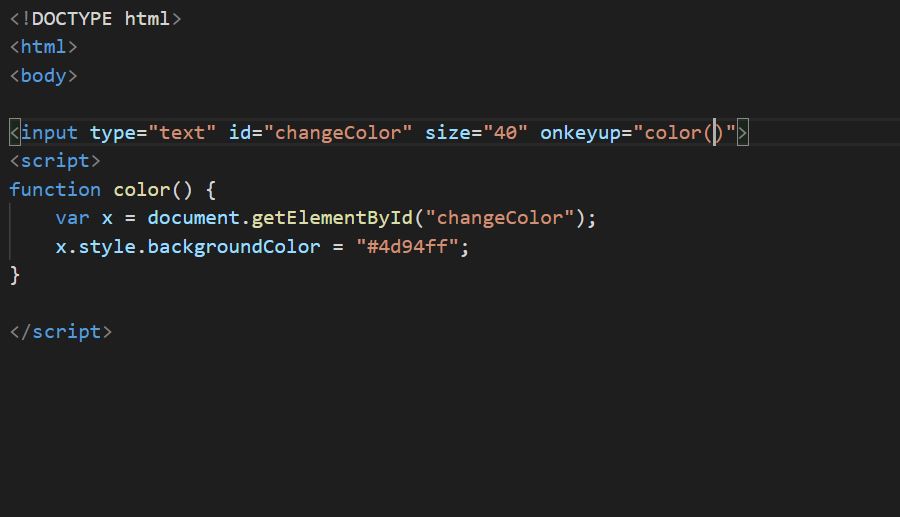 <!DOCTYPE html>
<html>
<body>
<input type="text" id="changeColor" size="40" onkeyup="color()">
<script>
function color() {
    var x = document.getElementById("changeColor");
    x.style.backgroundColor = "#4d94ff";
}
</script>